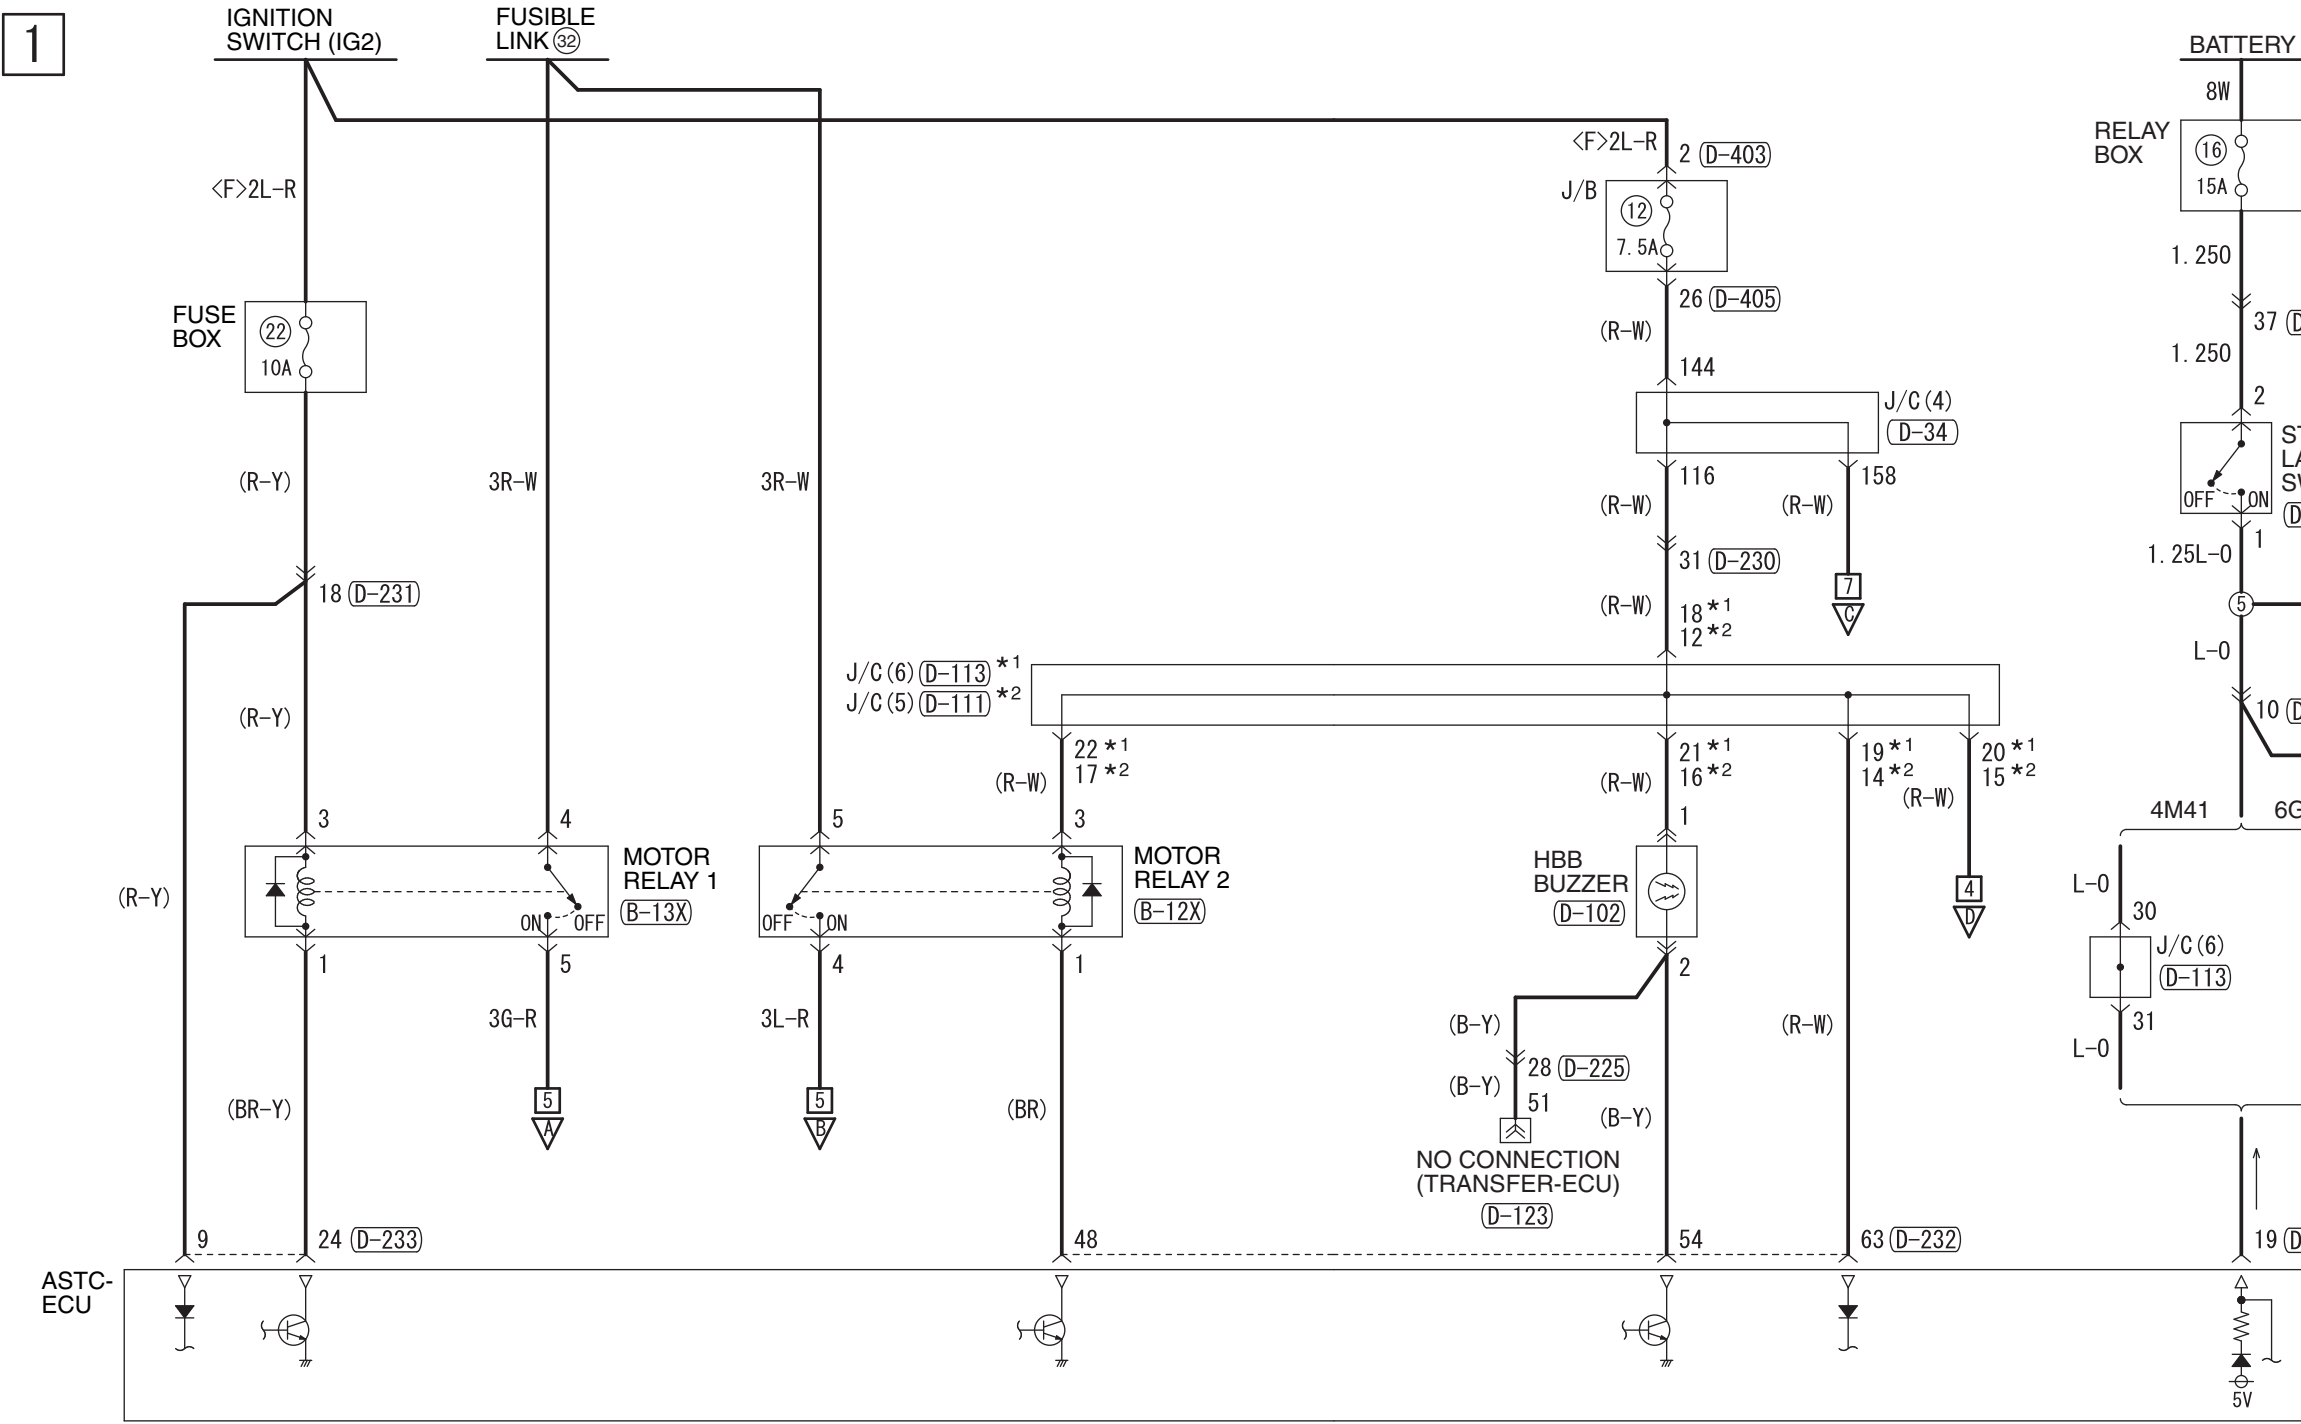 1
IGNITION
SWITCH (IG2)
FUSIBLE
LINK 32
BATTERY
8W
RELAY
BOX
16
15A
<F>2L-R
2 (D-403)
J/B
12
7. 5A
<F>2L-R
1. 250
26 (D-405)
(R-W)
37
FUSE
BOX
22
10A
1. 250
144
J/C(4)
D-34
2
116
158
(R-Y)
3R-W
3R-W
(R-W)
(R-W)
OFF
ON
1
1. 25L-0
31 (D-230)
18 (D-231)
7
C
(R-W)
18*1
12*2
5
L-0
J/C(6) (D-113) *1
J/C(5) (D-111) *2
(R-Y)
10
22*1
17*2
(R-W)
21*1
16*2
(R-W)
19*1
14*2
20*1
15*2
(R-W)
3
4
5
3
1
4M41
MOTOR
RELAY 1
(B-13X)
ON
OFF
OFF
ON
MOTOR
RELAY 2
(B-12X)
HBB
BUZZER
(D-102)
4
D
(R-Y)
L-0
30
J/C(6)
(D-113)
31
L-0
1
5
4
1
2
3G-R
3L-R
(B-Y)
(R-W)
28 (D-225)
(B-Y)
51
(B-Y)
(BR-Y)
5
A
5
B
(BR)
NO CONNECTION
(TRANSFER-ECU)
(D-123)
9
24 (D-233)
48
54
63 (D-232)
19
ASTC-
ECU
5V